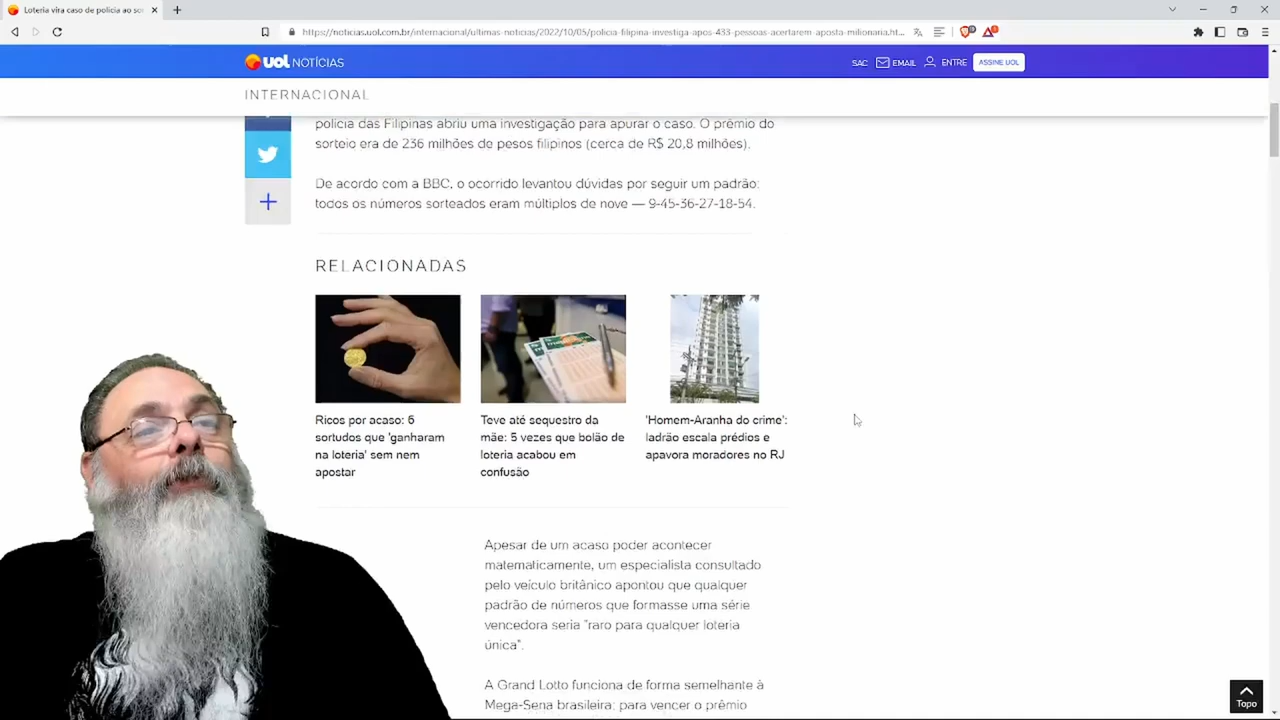 Loteria vira caso de polícia ao so
https://noticias.uol.com.br/internacional/ultimas-noticias/2022/10/05/policia-filipina-investiga-apos-433-pessoas-acertarem-aposta-milionaria.ht...
UOL NOTÍCIAS
SAC EMAIL ENTRE ASSINE UOL
INTERNACIONAL
polícia das Filipinas abriu uma investigação para apurar o caso. O prêmio do
sorteio era de 236 milhões de pesos filipinos (cerca de R$ 20,8 milhões).
De acordo com a BBC, o ocorrido levantou dúvidas por seguir um padrão:
todos os números sorteados eram múltiplos de nove — 9-45-36-27-18-54.
RELACIONADAS
Ricos por acaso: 6
sortudos que 'ganharam
na loteria' sem nem
apostar
Teve até sequestro da
mãe: 5 vezes que bolão de
loteria acabou em
confusão
'Homem-Aranha do crime':
ladrão escala prédios e
apavora moradores no RJ
Apesar de um acaso poder acontecer
matematicamente, um especialista consultado
pelo veículo britânico apontou que qualquer
padrão de números que formasse uma série
vencedora seria "raro para qualquer loteria
única".
A Grand Lotto funciona de forma semelhante à
Mega-Sena brasileira: para vencer o prêmio
Topo